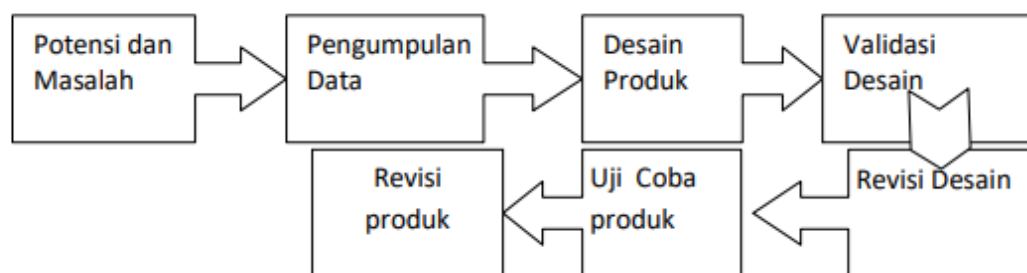 Potensi dan
Masalah
Pengumpulan
Data
Desain
Produk
Validasi
Desain
Revisi Desain
Uji Coba
produk
Revisi
produk